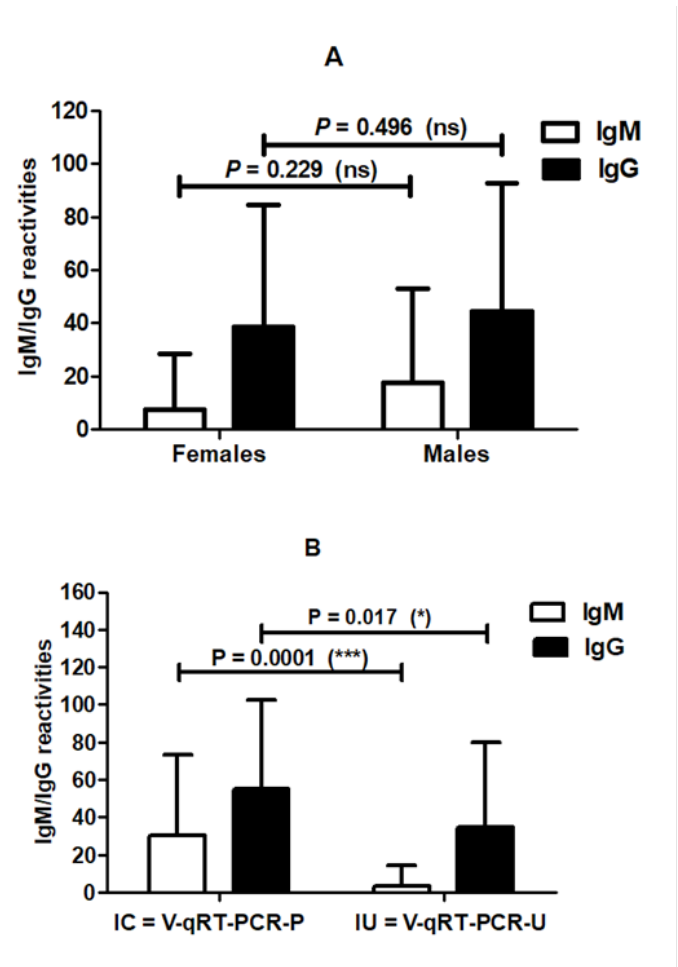 A
120
100
80
60
40
20
0
IgM/IgG reactivities
P = 0.496 (ns)
P = 0.229 (ns)
IgM
IgG
Females Males
B
160
140
120
100
80
60
40
20
0
IgM/IgG reactivities
P = 0.017 (*)
P = 0.0001 (***)
IgM
IgG
IC = V-qRT-PCR-P IU = V-qRT-PCR-U